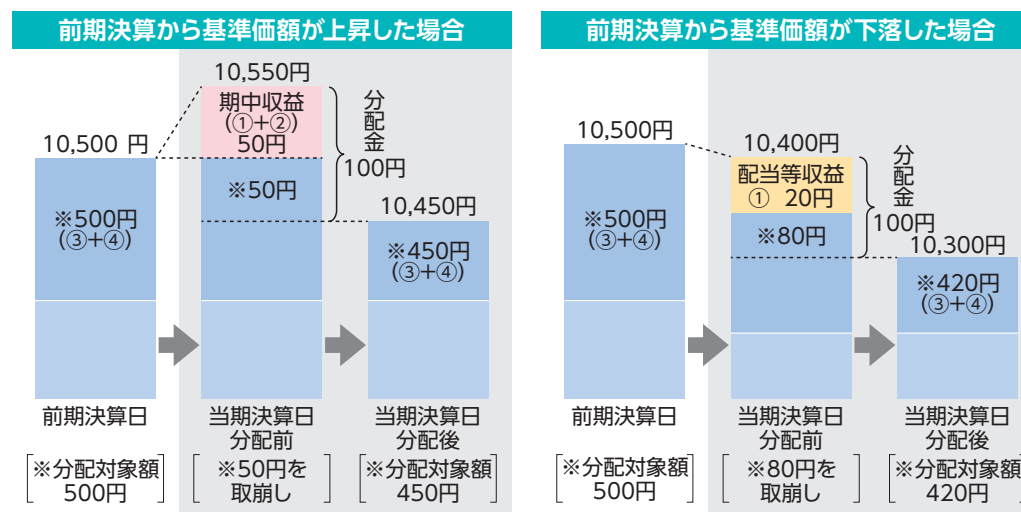 前期決算から基準価額が上昇した場合
10,550円
期中収益
(①+②)
50円
分配金
100円
10,500 円
※500円
(③+④)
※50円
10,450円
※450円
(③+④)
前期決算日
当期決算日
分配前
当期決算日
分配後
※分配対象額
500円
※50円を
取崩し
※分配対象額
450円
前期決算から基準価額が下落した場合
10,500円
※500円
(③+④)
10,400円
配当等収益
① 20円
※80円
分配金
100円
10,300円
※420円
(③+④)
前期決算日
当期決算日
分配前
当期決算日
分配後
※分配対象額
500円
※80円を
取崩し
※分配対象額
420円